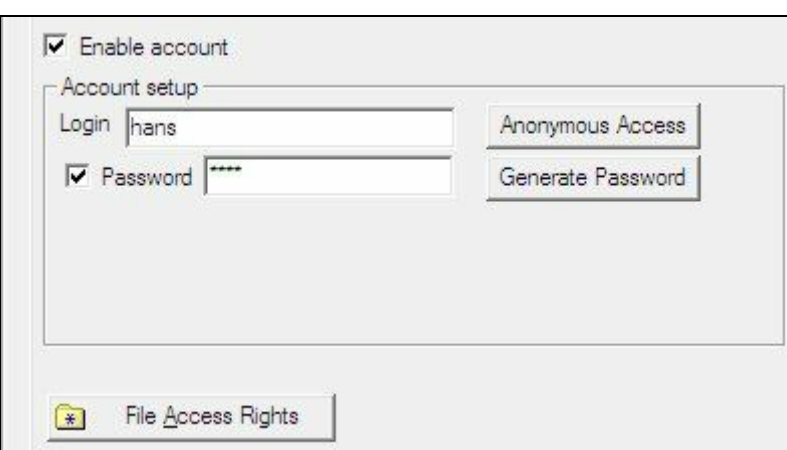 Enable account
Account setup
Login hans Anonymous Access
Password **** Generate Password
File Access Rights